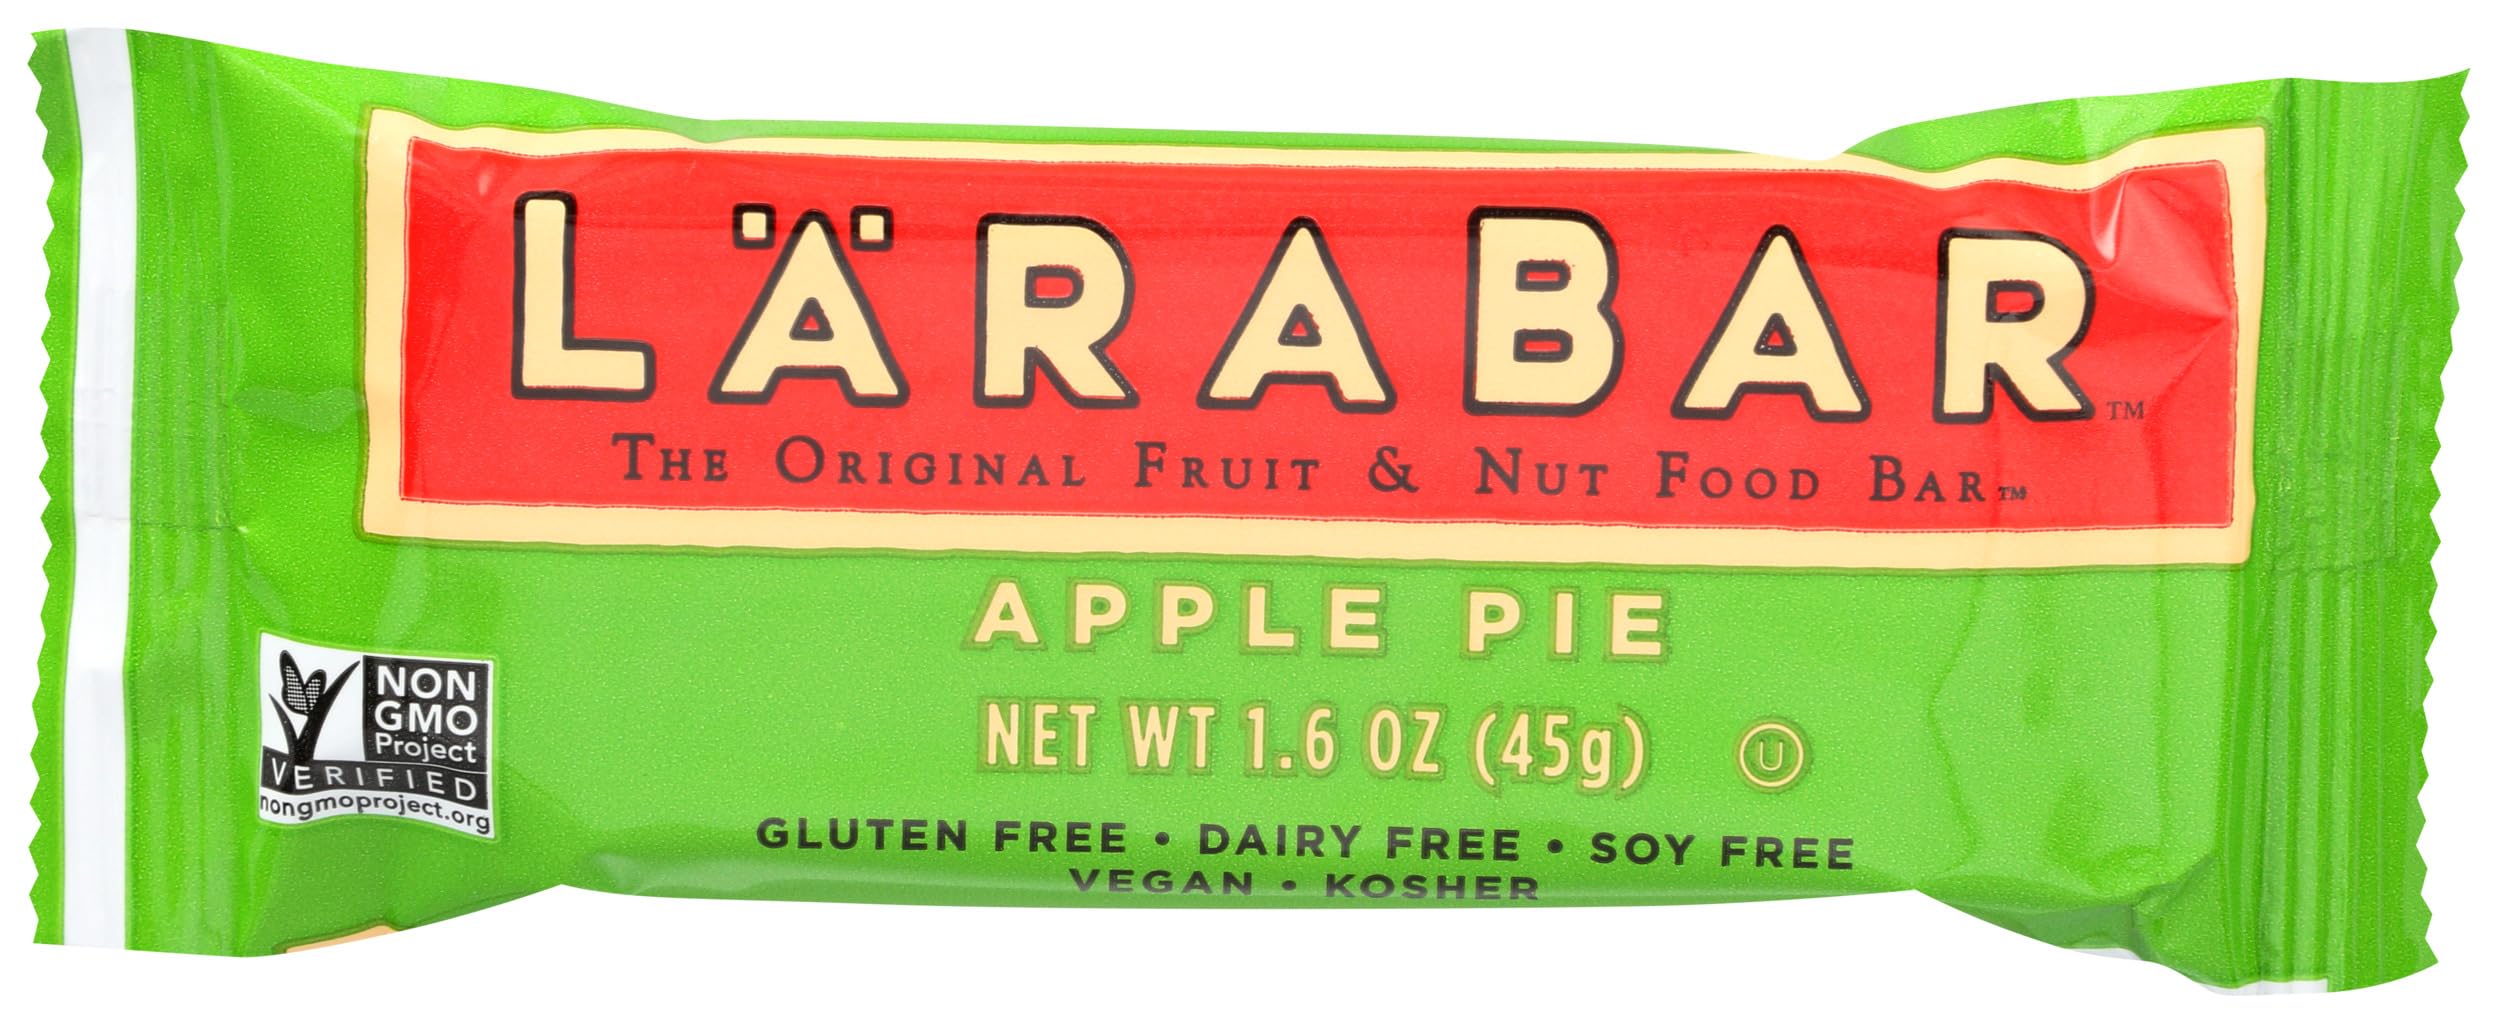 LÄRABAR™
THE ORIGINAL FRUIT & NUT FOOD BAR™
APPLE PIE
NET WT 1.6 OZ (45g) U
GLUTEN FREE • DAIRY FREE • SOY FREE
VEGAN • KOSHER
NON
GMO
Project
VERIFIED
nongmoproject.org